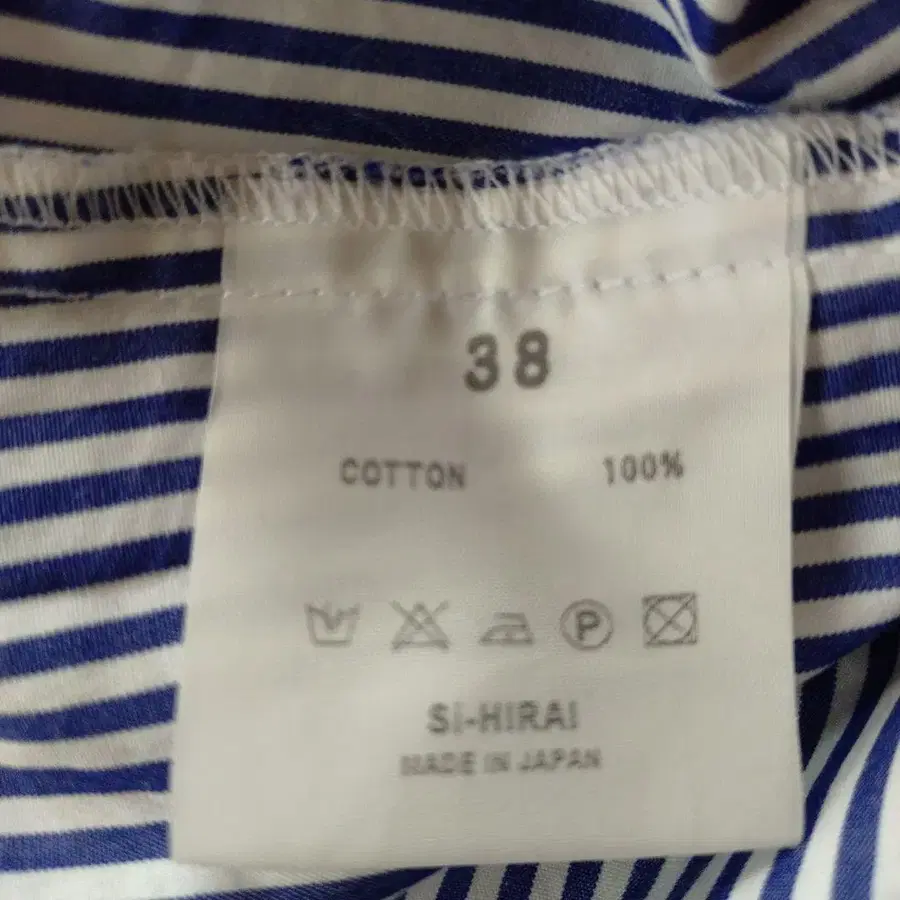 38
COTTON 100%
P
Si-HIRAI
MADE IN JAPAN